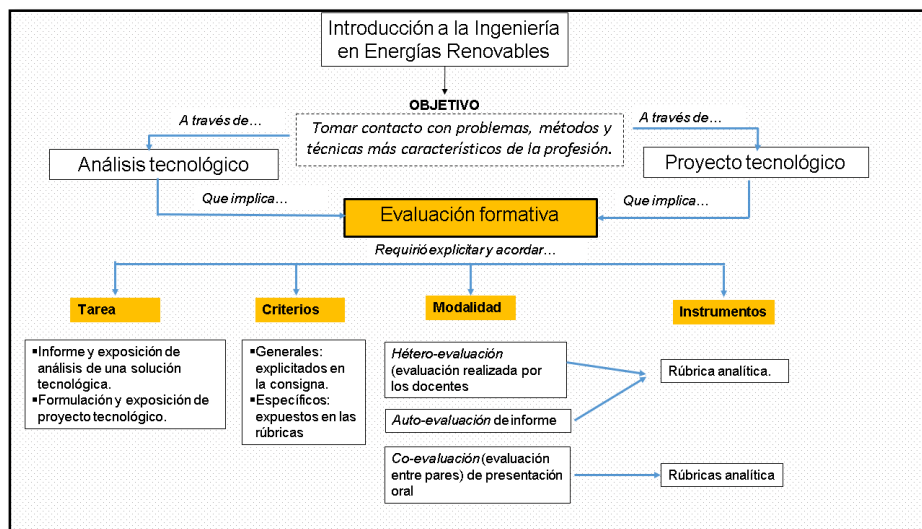 Introducción a la Ingeniería
en Energías Renovables
OBJETIVO
A través de…
Tomar contacto con problemas, métodos y
técnicas más característicos de la profesión.
A través de…
Análisis tecnológico
Proyecto tecnológico
Que implica…
Evaluación formativa
Que implica…
Requirió explicitar y acordar…
Tarea
Criterios
Modalidad
Instrumentos
▪Informe y exposición de
análisis de una solución
tecnológica.
▪Formulación y exposición de
proyecto tecnológico.
▪Generales:
explicitados en
la consigna.
▪Específicos:
expuestos en las
rúbricas
Hétero-evaluación
(evaluación realizada por
los docentes
Auto-evaluación de informe
Co-evaluación (evaluación
entre pares) de presentación
oral
Rúbrica analítica.
Rúbricas analítica